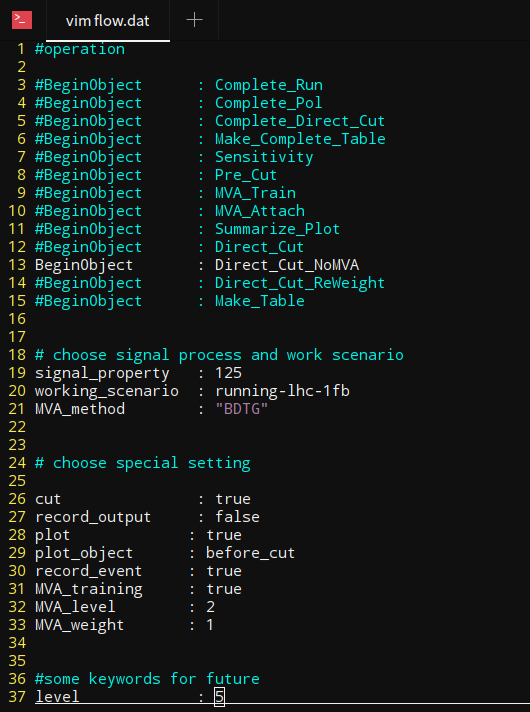 vim flow.dat
1 #operation
2
3 #BeginObject      : Complete_Run
4 #BeginObject      : Complete_Pol
5 #BeginObject      : Complete_Direct_Cut
6 #BeginObject      : Make_Complete_Table
7 #BeginObject      : Sensitivity
8 #BeginObject      : Pre_Cut
9 #BeginObject      : MVA_Train
10 #BeginObject      : MVA_Attach
11 #BeginObject      : Summarize_Plot
12 #BeginObject      : Direct_Cut
13 BeginObject       : Direct_Cut_NoMVA
14 #BeginObject      : Direct_Cut_ReWeight
15 #BeginObject      : Make_Table
16
17
18 # choose signal process and work scenario
19 signal_property   : 125
20 working_scenario  : running-lhc-1fb
21 MVA_method        : "BDTG"
22
23
24 # choose special setting
25
26 cut               : true
27 record_output     : false
28 plot             : true
29 plot_object      : before_cut
30 record_event     : true
31 MVA_training     : true
32 MVA_level        : 2
33 MVA_weight       : 1
34
35
36 #some keywords for future
37 level             : 5